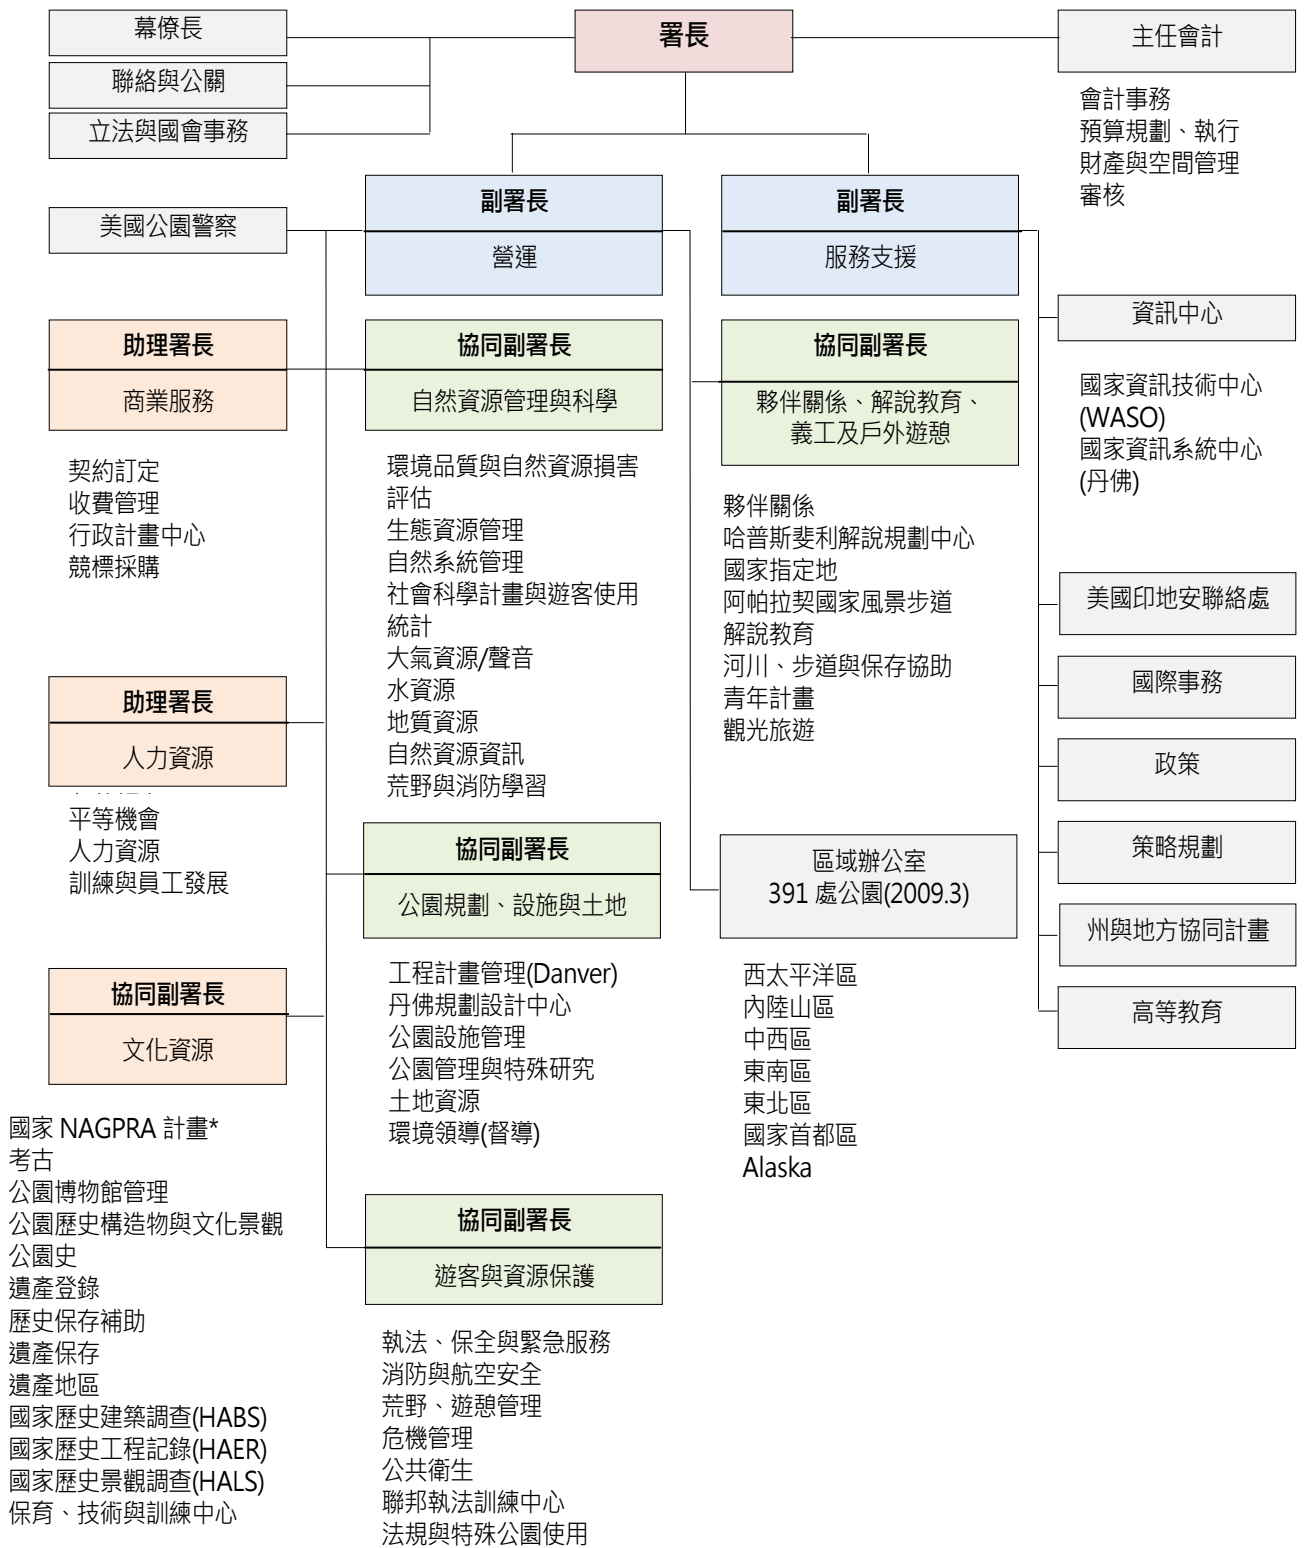 幕僚長
聯絡與公關
立法與國會事務
署長
主任會計
會計事務
預算規劃、執行
財產與空間管理
審核
美國公園警察
副署長
營運
副署長
服務支援
資訊中心
國家資訊技術中心
(WASO)
國家資訊系統中心
(丹佛)
助理署長
商業服務
契約訂定
收費管理
行政計畫中心
競標採購
協同副署長
自然資源管理與科學
環境品質與自然資源損害
評估
生態資源管理
自然系統管理
社會科學計畫與遊客使用
統計
大氣資源/聲音
水資源
地質資源
自然資源資訊
荒野與消防學習
協同副署長
夥伴關係、解說教育、
義工及戶外遊憩
夥伴關係
哈普斯斐利解說規劃中心
國家指定地
阿帕拉契國家風景步道
解說教育
河川、步道與保存協助
青年計畫
觀光旅遊
美國印地安聯絡處
國際事務
政策
策略規劃
州與地方協同計畫
高等教育
助理署長
人力資源
平等機會
人力資源
訓練與員工發展
協同副署長
公園規劃、設施與土地
工程計畫管理(Danver)
丹佛規劃設計中心
公園設施管理
公園管理與特殊研究
土地資源
環境領導(督導)
區域辦公室
391 處公園(2009.3)
西太平洋區
內陸山區
中西區
東南區
東北區
國家首都區
Alaska
協同副署長
文化資源
國家 NAGPRA 計畫*
考古
公園博物館管理
公園歷史構造物與文化景觀
公園史
遺產登錄
歷史保存補助
遺產保存
遺產地區
國家歷史建築調查(HABS)
國家歷史工程記錄(HAER)
國家歷史景觀調查(HALS)
保育、技術與訓練中心
協同副署長
遊客與資源保護
執法、保全與緊急服務
消防與航空安全
荒野、遊憩管理
危機管理
公共衛生
聯邦執法訓練中心
法規與特殊公園使用